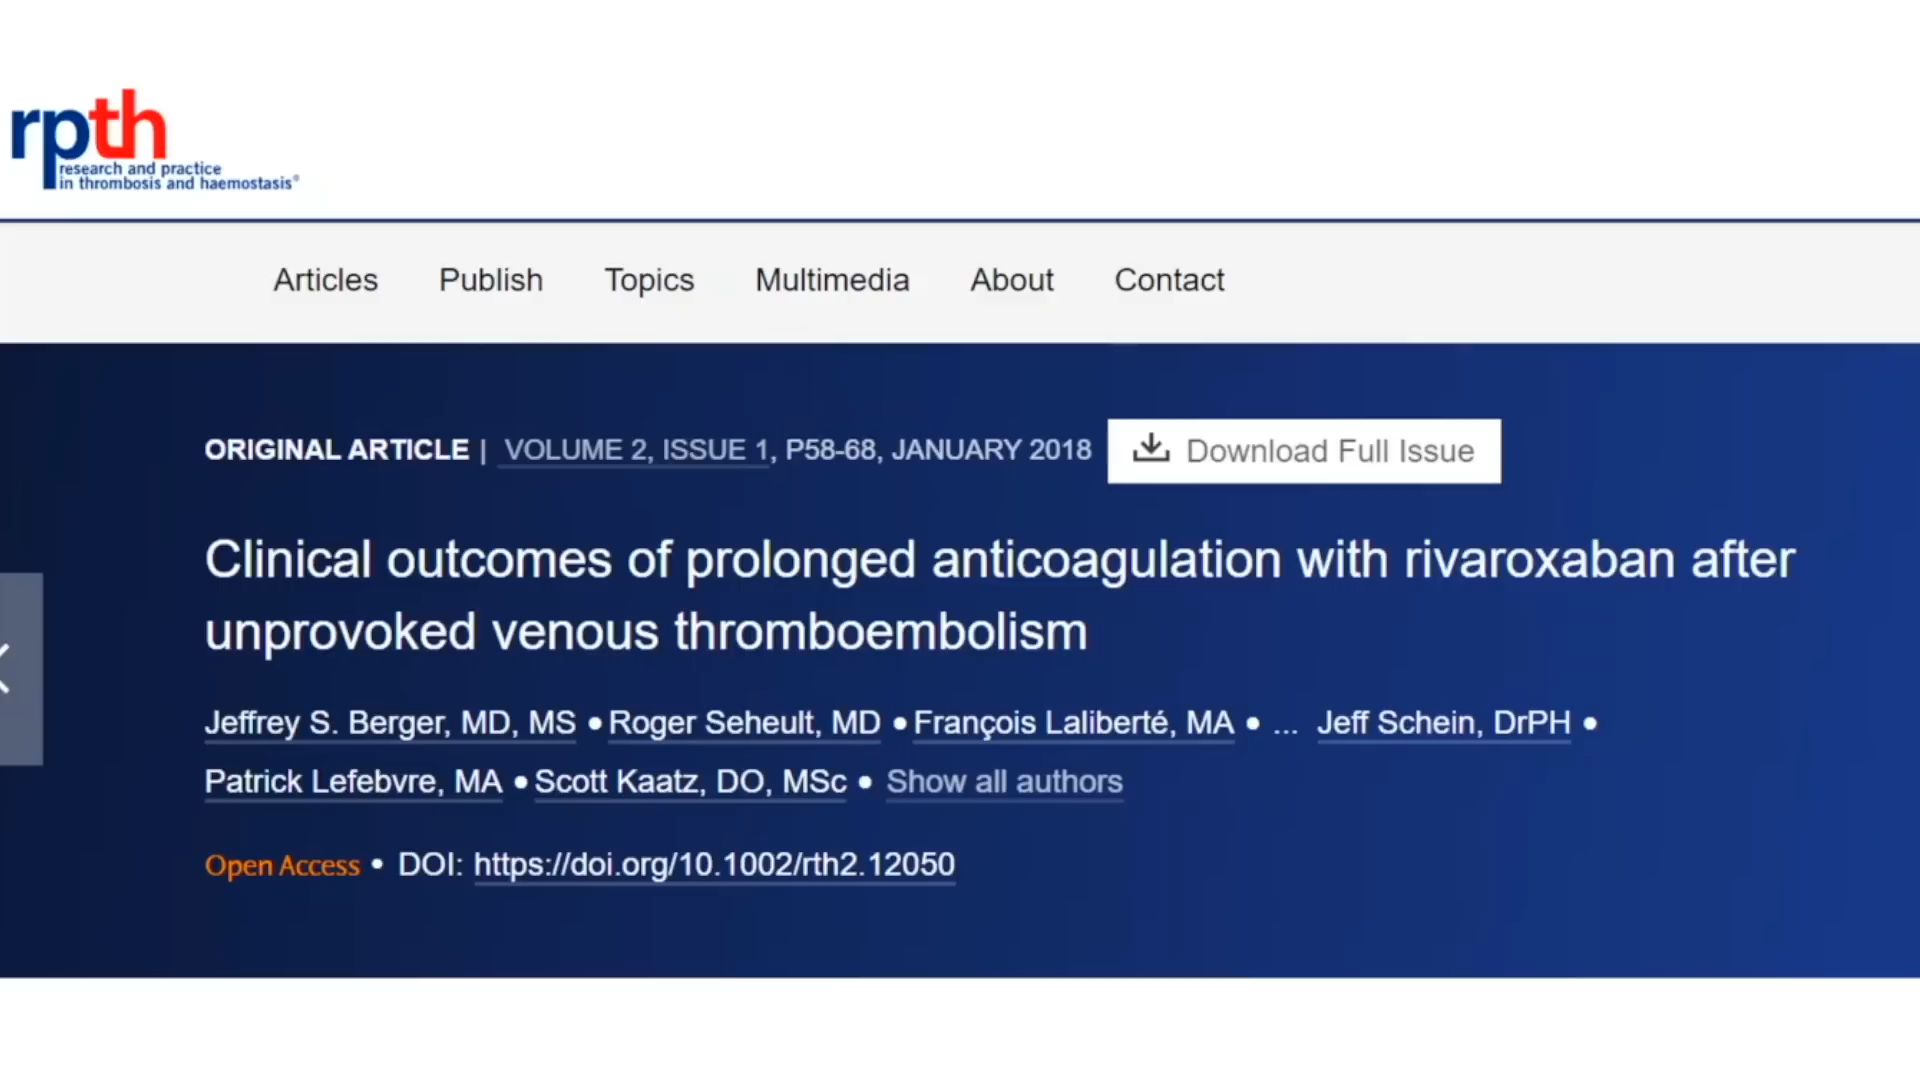 rpth
research and practice
in thrombosis and haemostasis®
Articles Publish Topics Multimedia About Contact
ORIGINAL ARTICLE | VOLUME 2, ISSUE 1, P58-68, JANUARY 2018 Download Full Issue
Clinical outcomes of prolonged anticoagulation with rivaroxaban after
unprovoked venous thromboembolism
Jeffrey S. Berger, MD, MS • Roger Seheult, MD • François Laliberté, MA • ... Jeff Schein, DrPH •
Patrick Lefebvre, MA • Scott Kaatz, DO, MSc • Show all authors
Open Access • DOI: https://doi.org/10.1002/rth2.12050